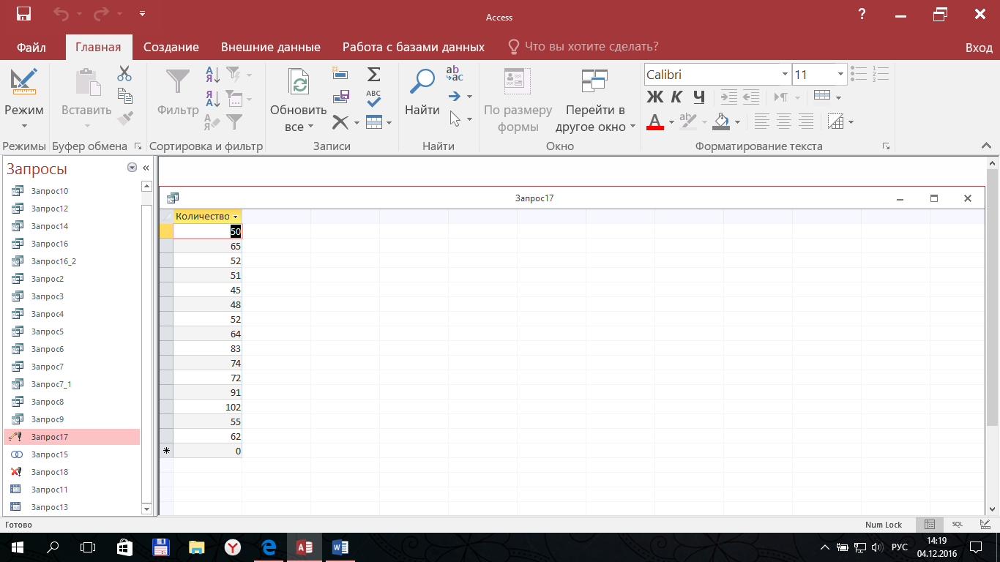 Access
?
Файл
Главная
Создание
Внешние данные
Работа с базами данных
Что вы хотите сделать?
Вход
Режим
Вставить
Фильтр
Обновить
все
Найти
По размеру
формы
Перейти в
другое окно
Calibri
11
Ж К Ч
Режимы
Буфер обмена
Сортировка и фильтр
Записи
Найти
Окно
Форматирование текста
Запросы
Запрос10
Запрос12
Запрос14
Запрос16
Запрос16_2
Запрос2
Запрос3
Запрос4
Запрос5
Запрос6
Запрос7
Запрос7_1
Запрос8
Запрос9
Запрос17
Запрос15
Запрос18
Запрос11
Запрос13
Запрос17
Количество
50
65
52
51
45
48
52
64
83
74
72
91
102
55
62
0
Готово
Num Lock
SQL
РУС
14:19
04.12.2016